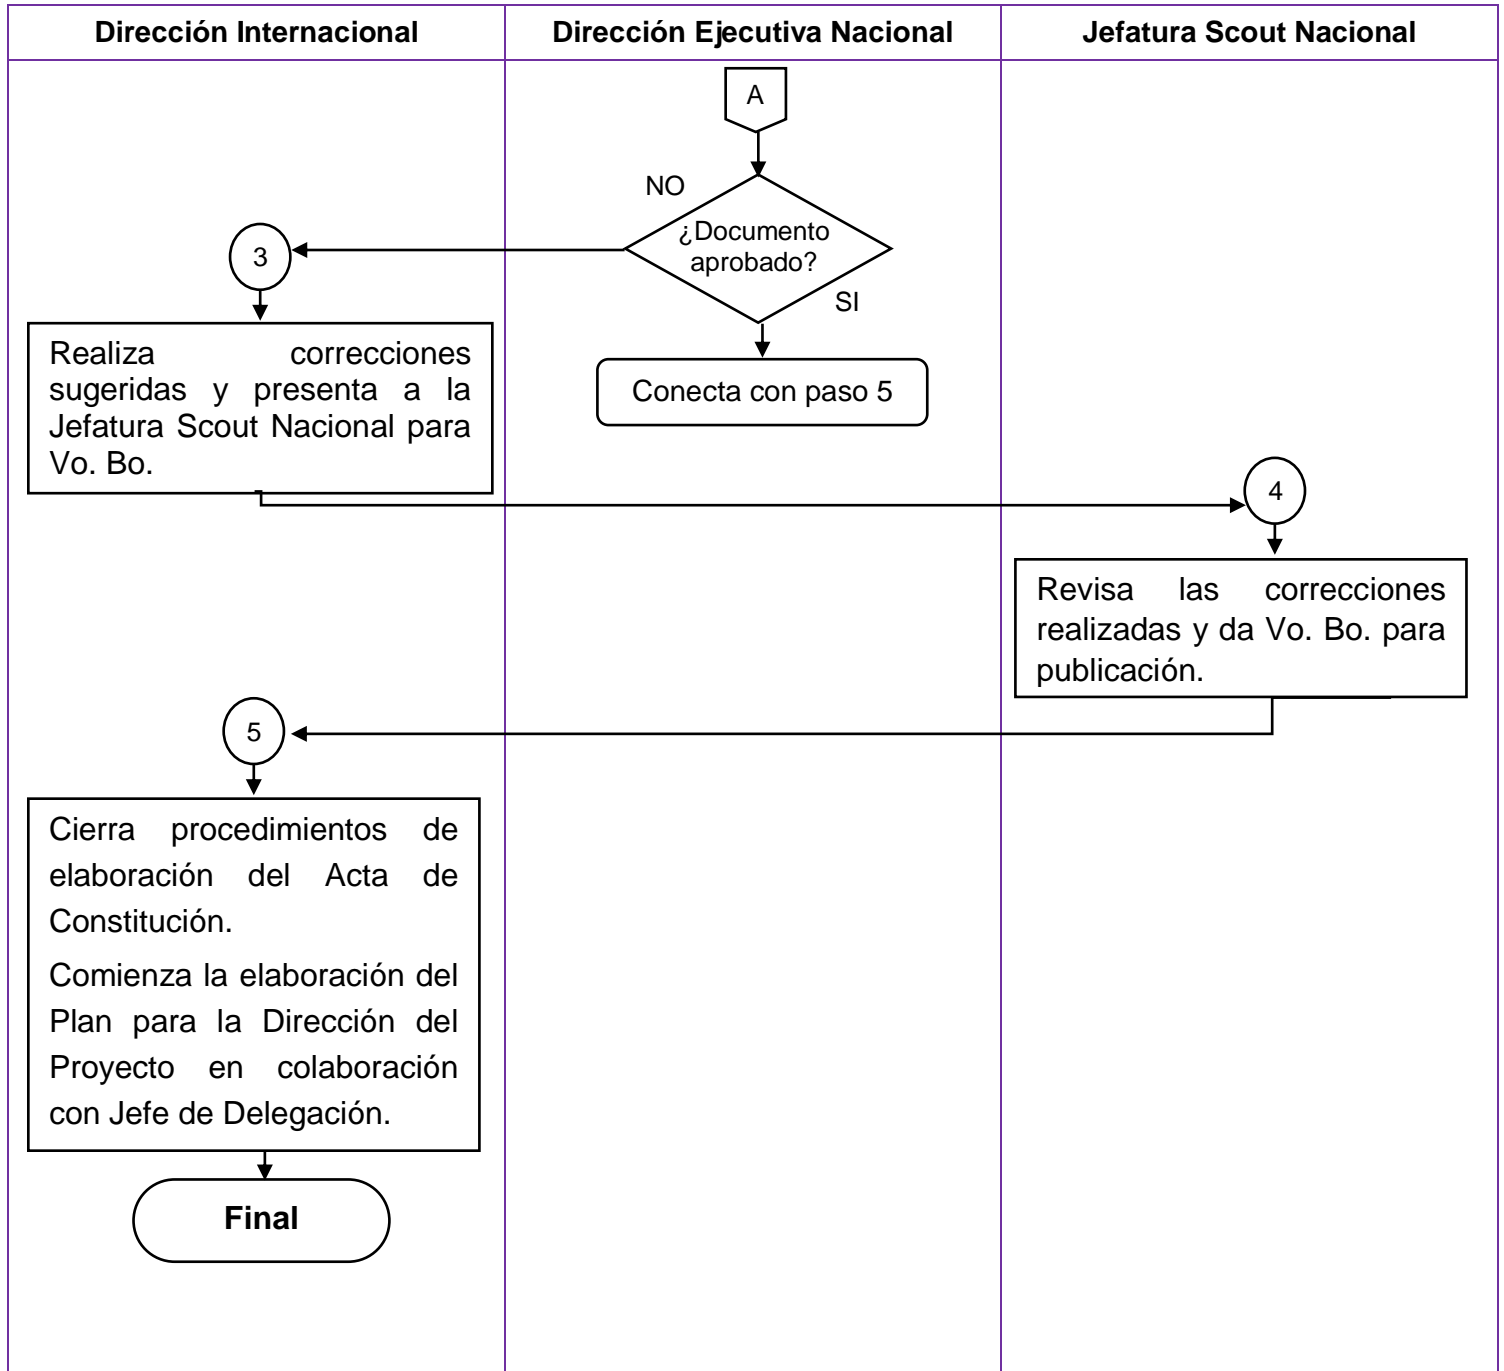 Dirección Internacional
Dirección Ejecutiva Nacional
Jefatura Scout Nacional
A
NO
¿Documento
aprobado?
SI
Conecta con paso 5
3
Realiza correcciones
sugeridas y presenta a la
Jefatura Scout Nacional para
Vo. Bo.
4
Revisa las correcciones
realizadas y da Vo. Bo. para
publicación.
5
Cierra procedimientos de
elaboración del Acta de
Constitución.
Comienza la elaboración del
Plan para la Dirección del
Proyecto en colaboración
con Jefe de Delegación.
Final